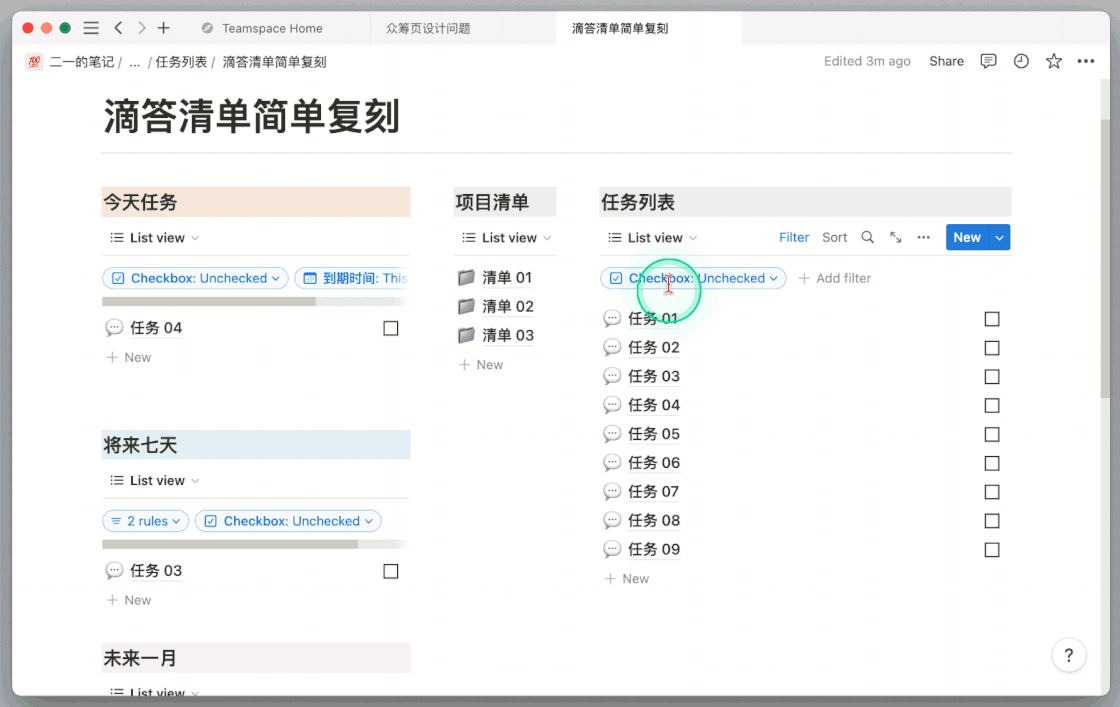 Teamspace Home
众筹页设计问题
滴答清单简单复刻
💯 二一的笔记 / ... / 任务列表 / 滴答清单简单复刻
Edited 3m ago
Share
滴答清单简单复刻
今天任务
List view
Checkbox: Unchecked
到期时间: This
任务 04
New
将来七天
List view
2 rules
Checkbox: Unchecked
任务 03
New
未来一月
List view
项目清单
List view
清单 01
清单 02
清单 03
New
任务列表
List view
Filter
Sort
New
Checkbox: Unchecked
Add filter
任务 01
任务 02
任务 03
任务 04
任务 05
任务 06
任务 07
任务 08
任务 09
New
?